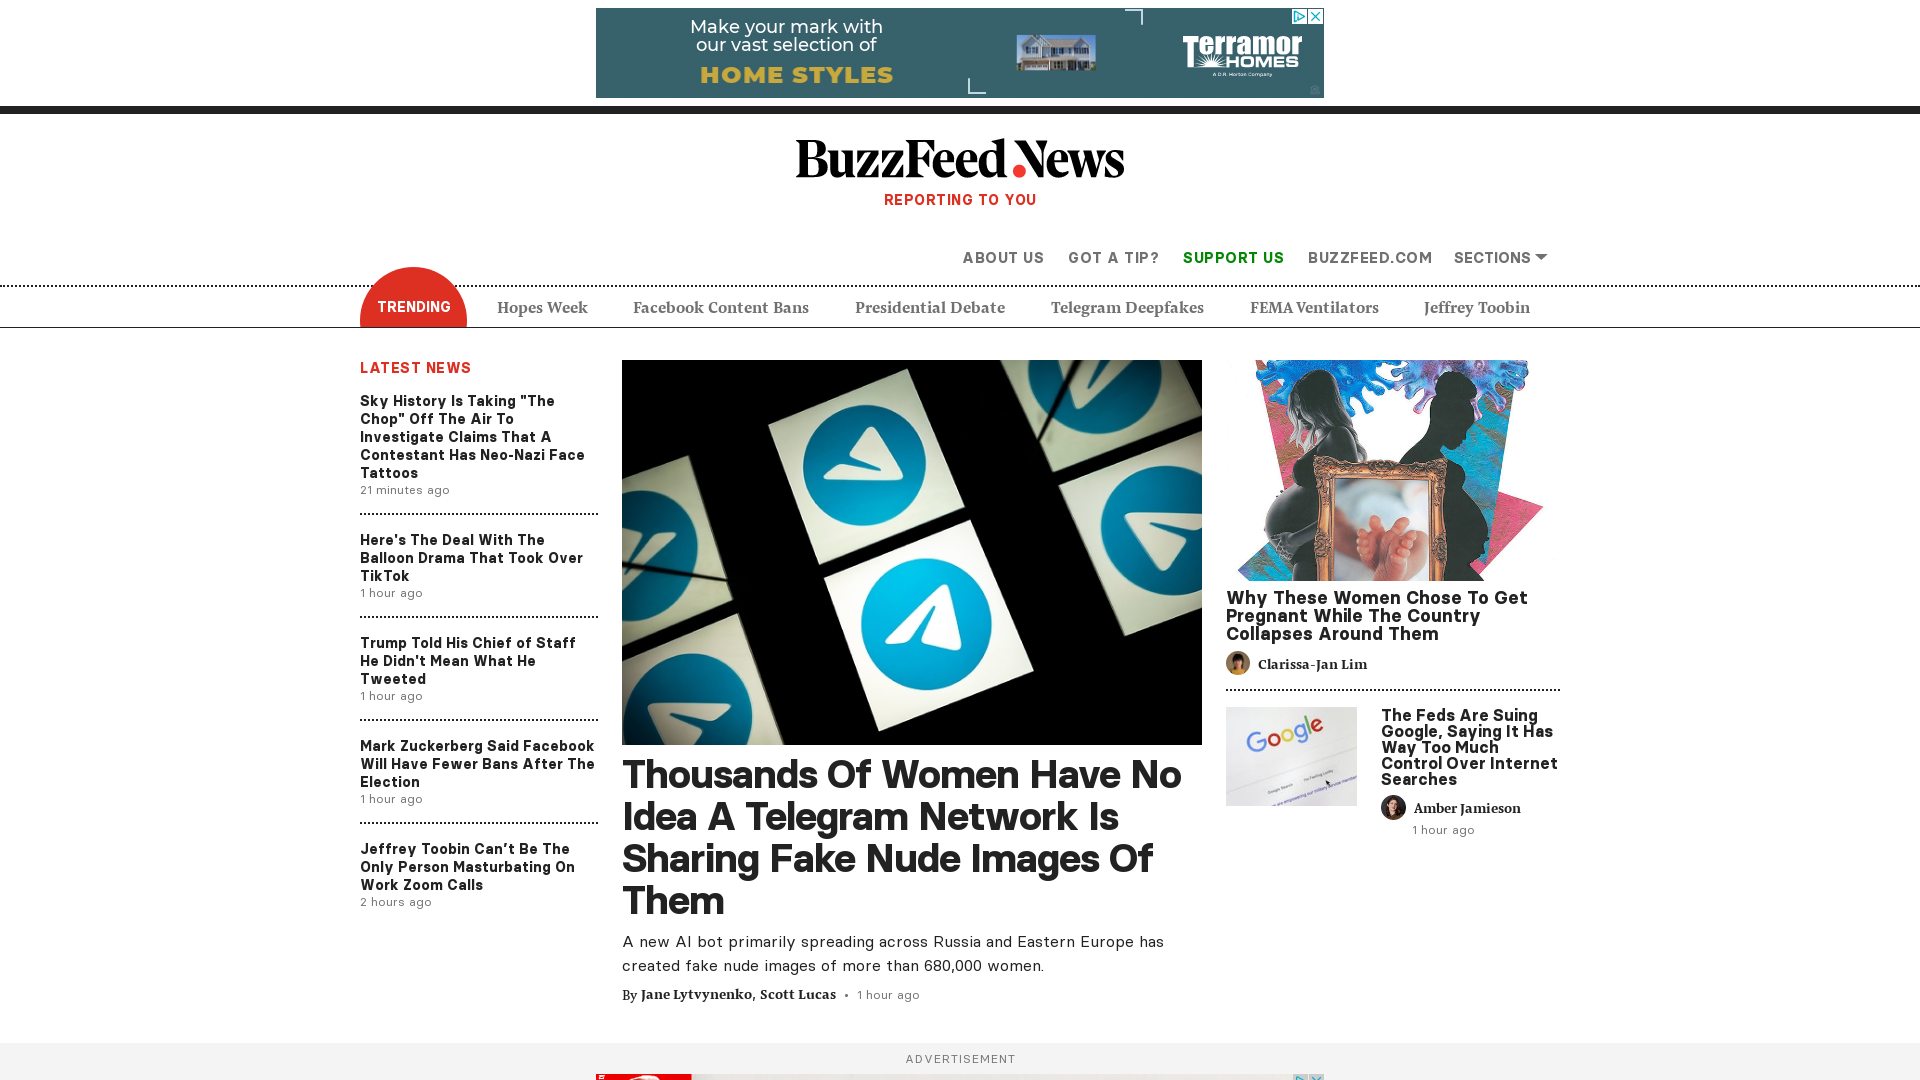 Make your mark with
our vast selection of
HOME STYLES
Terramor
HOMES
A D.R. Horton Company
BuzzFeed News
REPORTING TO YOU
ABOUT US
GOT A TIP?
SUPPORT US
BUZZFEED.COM
SECTIONS
TRENDING
Hopes Week
Facebook Content Bans
Presidential Debate
Telegram Deepfakes
FEMA Ventilators
Jeffrey Toobin
LATEST NEWS
Sky History Is Taking "The
Chop" Off The Air To
Investigate Claims That A
Contestant Has Neo-Nazi Face
Tattoos
21 minutes ago
Here's The Deal With The
Balloon Drama That Took Over
TikTok
1 hour ago
Trump Told His Chief of Staff
He Didn't Mean What He
Tweeted
1 hour ago
Mark Zuckerberg Said Facebook
Will Have Fewer Bans After The
Election
1 hour ago
Jeffrey Toobin Can’t Be The
Only Person Masturbating On
Work Zoom Calls
2 hours ago
Thousands Of Women Have No
Idea A Telegram Network Is
Sharing Fake Nude Images Of
Them
A new AI bot primarily spreading across Russia and Eastern Europe has
created fake nude images of more than 680,000 women.
By Jane Lytvynenko, Scott Lucas • 1 hour ago
Why These Women Chose To Get
Pregnant While The Country
Collapses Around Them
Clarissa-Jan Lim
Google
Google Search
I'm Feeling Lucky
The Feds Are Suing
Google, Saying It Has
Way Too Much
Control Over Internet
Searches
Amber Jamieson
1 hour ago
ADVERTISEMENT